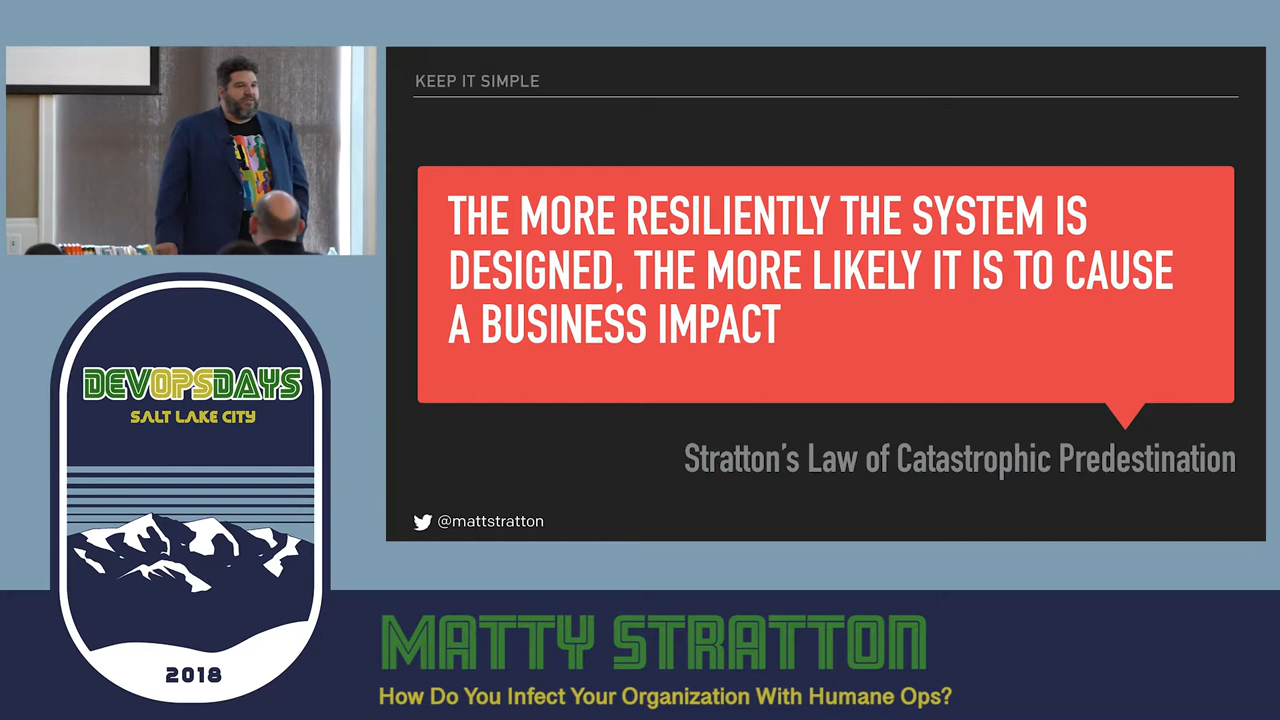 KEEP IT SIMPLE
THE MORE RESILIENTLY THE SYSTEM IS
DESIGNED, THE MORE LIKELY IT IS TO CAUSE
A BUSINESS IMPACT
Stratton's Law of Catastrophic Predestination
@mattstratton
DEVOPSDAYS
SALT LAKE CITY
2018
MATTY STRATTON
How Do You Infect Your Organization With Humane Ops?